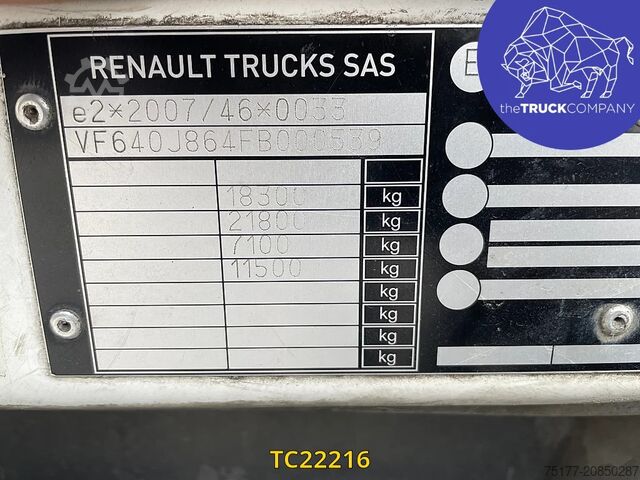 RENAULT TRUCKS SAS
e2*2007/46*0033
VF640J864FB000539
18300 kg
21800 kg
7100 kg
11500 kg
kg
kg
kg
kg
theTRUCKCOMPANY
TC22216
75177-20850287